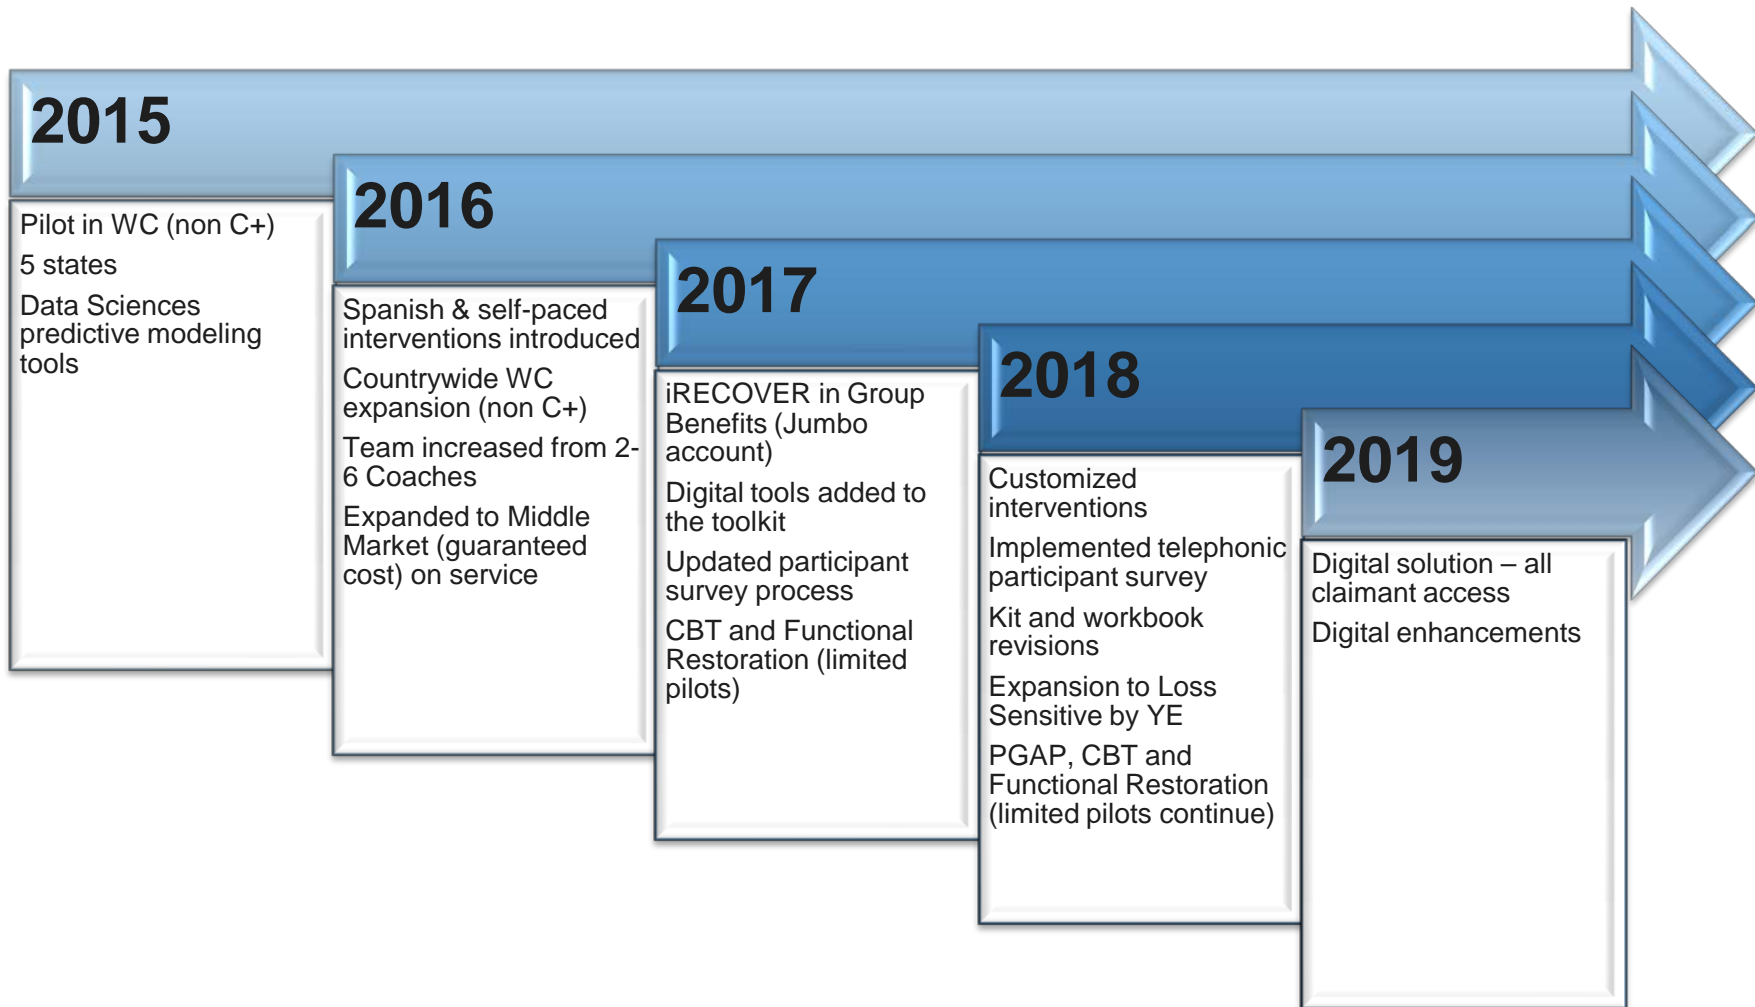 2015
Pilot in WC (non C+)
5 states
Data Sciences
predictive modeling
tools
2016
Spanish & self-paced
interventions introduced
Countrywide WC
expansion (non C+)
Team increased from 2-
6 Coaches
Expanded to Middle
Market (guaranteed
cost) on service
2017
iRECOVER in Group
Benefits (Jumbo
account)
Digital tools added to
the toolkit
Updated participant
survey process
CBT and Functional
Restoration (limited
pilots)
2018
Customized
interventions
Implemented telephonic
participant survey
Kit and workbook
revisions
Expansion to Loss
Sensitive by YE
PGAP, CBT and
Functional Restoration
(limited pilots continue)
2019
Digital solution – all
claimant access
Digital enhancements